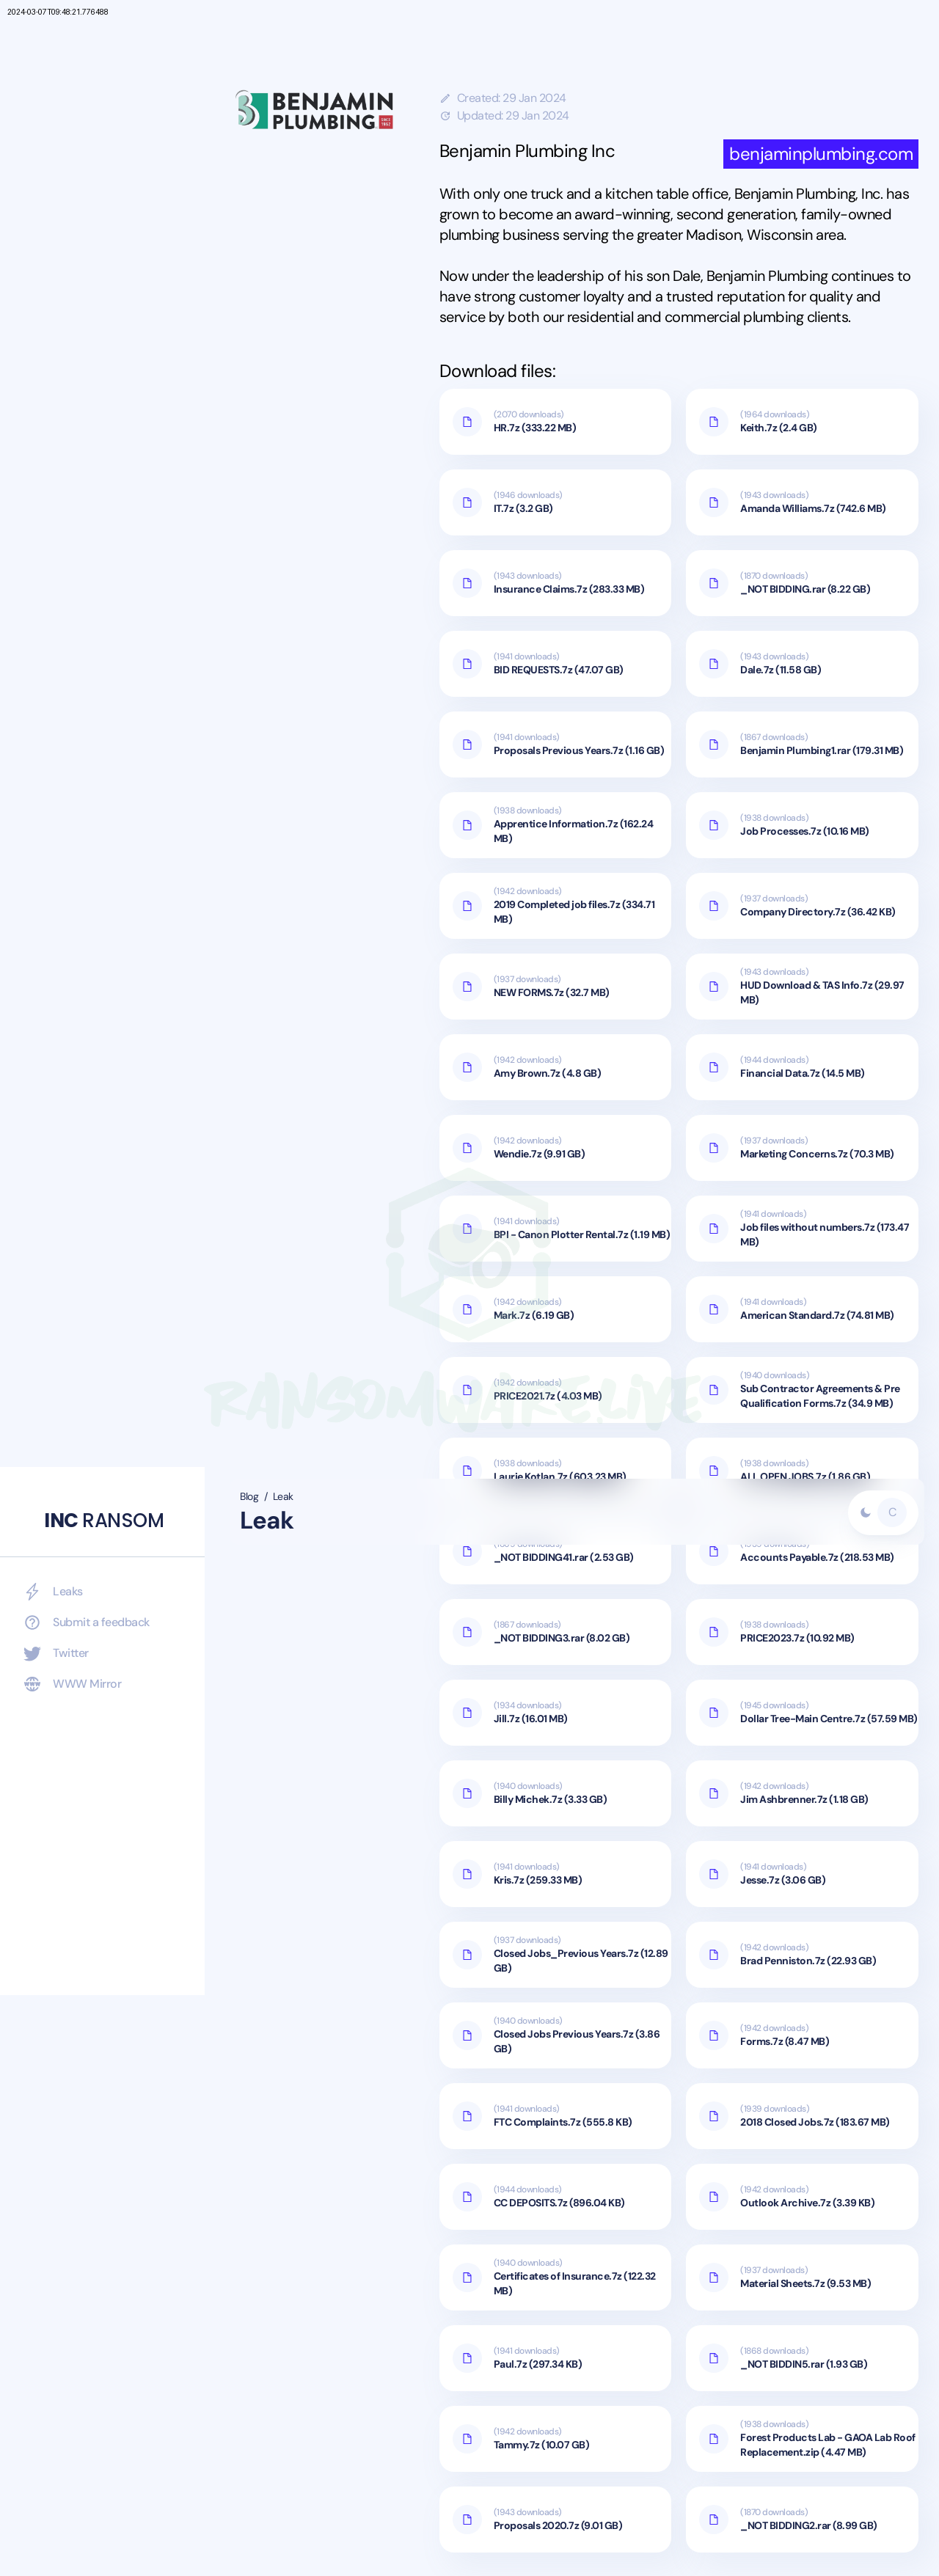 2024-03-07T09:48:21.776488
BENJAMIN
PLUMBING
SINCE
Created: 29 Jan 2024
Updated: 29 Jan 2024
Benjamin Plumbing Inc
benjaminplumbing.com
With only one truck and a kitchen table office, Benjamin Plumbing, Inc. has
grown to become an award-winning, second generation, family-owned
plumbing business serving the greater Madison, Wisconsin area.
Now under the leadership of his son Dale, Benjamin Plumbing continues to
have strong customer loyalty and a trusted reputation for quality and
service by both our residential and commercial plumbing clients.
Download files:
(2070 downloads)
HR.7z (333.22 MB)
(1964 downloads)
Keith.7z (2.4 GB)
(1946 downloads)
IT.7z (3.2 GB)
(1943 downloads)
Amanda Williams.7z (742.6 MB)
(1943 downloads)
Insurance Claims.7z (283.33 MB)
(1870 downloads)
_NOT BIDDING.rar (8.22 GB)
(1941 downloads)
BID REQUESTS.7z (47.07 GB)
(1943 downloads)
Dale.7z (11.58 GB)
(1941 downloads)
Proposals Previous Years.7z (1.16 GB)
(1867 downloads)
Benjamin Plumbing1.rar (179.31 MB)
(1938 downloads)
Apprentice Information.7z (162.24
MB)
(1938 downloads)
Job Processes.7z (10.16 MB)
(1942 downloads)
2019 Completed job files.7z (334.71
MB)
(1937 downloads)
Company Directory.7z (36.42 KB)
(1937 downloads)
NEW FORMS.7z (32.7 MB)
(1943 downloads)
HUD Download & TAS Info.7z (29.97
MB)
(1942 downloads)
Amy Brown.7z (4.8 GB)
(1944 downloads)
Financial Data.7z (14.5 MB)
(1942 downloads)
Wendie.7z (9.91 GB)
(1937 downloads)
Marketing Concerns.7z (70.3 MB)
(1941 downloads)
BPI - Canon Plotter Rental.7z (1.19 MB)
(1941 downloads)
Job files without numbers.7z (173.47
MB)
(1942 downloads)
Mark.7z (6.19 GB)
(1941 downloads)
American Standard.7z (74.81 MB)
(1942 downloads)
PRICE2021.7z (4.03 MB)
(1940 downloads)
Sub Contractor Agreements & Pre
Qualification Forms.7z (34.9 MB)
RANSOMWARE.LIVE
(1938 downloads)
Laurie Kotlan.7z (603.23 MB)
(1938 downloads)
ALL OPEN JOBS.7z (1.86 GB)
INC RANSOM
Blog / Leak
Leak
C
Leaks
Submit a feedback
Twitter
WWW Mirror
_NOT BIDDING41.rar (2.53 GB)
Accounts Payable.7z (218.53 MB)
(1867 downloads)
_NOT BIDDING3.rar (8.02 GB)
(1938 downloads)
PRICE2023.7z (10.92 MB)
(1934 downloads)
Jill.7z (16.01 MB)
(1945 downloads)
Dollar Tree-Main Centre.7z (57.59 MB)
(1940 downloads)
Billy Michek.7z (3.33 GB)
(1942 downloads)
Jim Ashbrenner.7z (1.18 GB)
(1941 downloads)
Kris.7z (259.33 MB)
(1941 downloads)
Jesse.7z (3.06 GB)
(1937 downloads)
Closed Jobs_Previous Years.7z (12.89
GB)
(1942 downloads)
Brad Penniston.7z (22.93 GB)
(1940 downloads)
Closed Jobs Previous Years.7z (3.86
GB)
(1942 downloads)
Forms.7z (8.47 MB)
(1941 downloads)
FTC Complaints.7z (555.8 KB)
(1939 downloads)
2018 Closed Jobs.7z (183.67 MB)
(1944 downloads)
CC DEPOSITS.7z (896.04 KB)
(1942 downloads)
Outlook Archive.7z (3.39 KB)
(1940 downloads)
Certificates of Insurance.7z (122.32
MB)
(1937 downloads)
Material Sheets.7z (9.53 MB)
(1941 downloads)
Paul.7z (297.34 KB)
(1868 downloads)
_NOT BIDDIN5.rar (1.93 GB)
(1942 downloads)
Tammy.7z (10.07 GB)
(1938 downloads)
Forest Products Lab - GAOA Lab Roof
Replacement.zip (4.47 MB)
(1943 downloads)
Proposals 2020.7z (9.01 GB)
(1870 downloads)
_NOT BIDDING2.rar (8.99 GB)